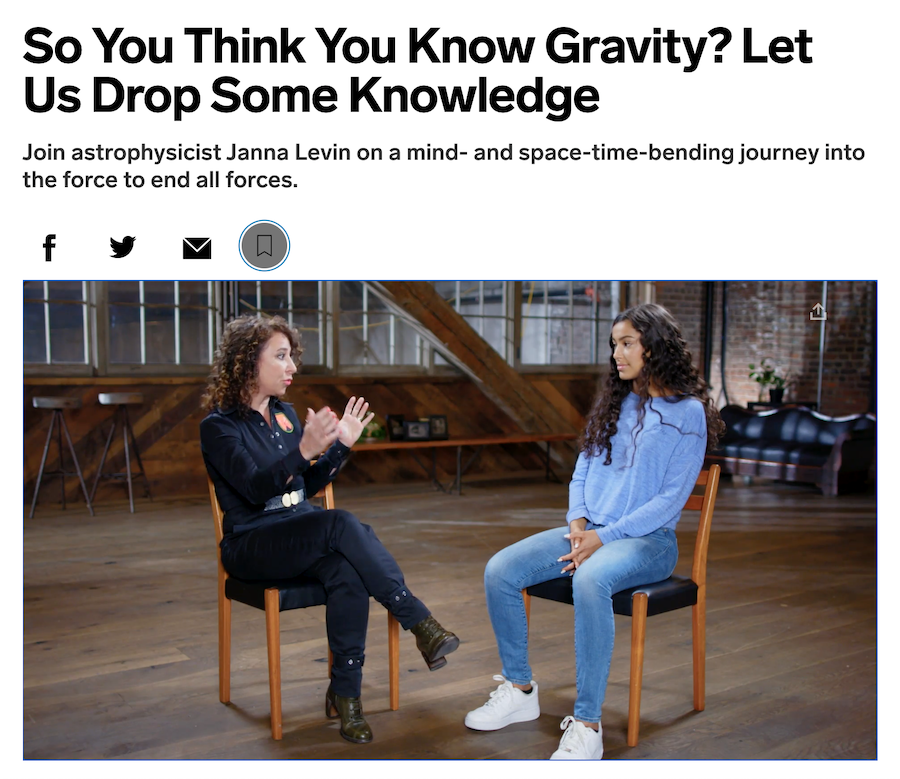 So You Think You Know Gravity? Let
Us Drop Some Knowledge
Join astrophysicist Janna Levin on a mind- and space-time-bending journey into
the force to end all forces.